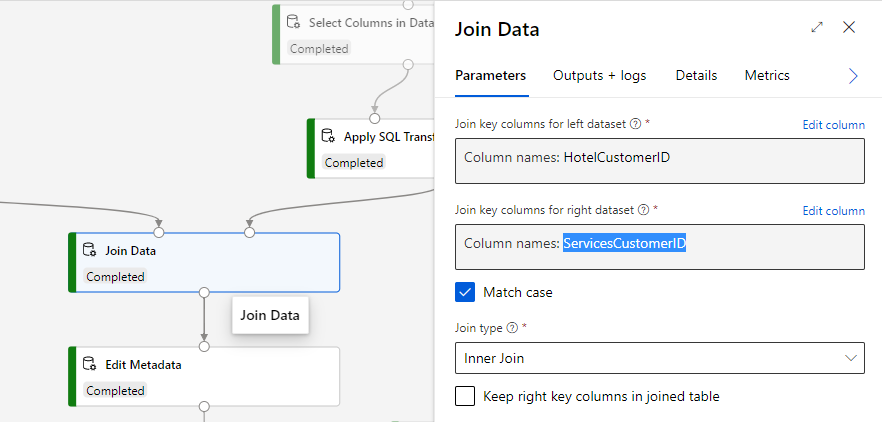 Select Columns in Data
Completed
Apply SQL Transf
Completed
Join Data
Completed
Join Data
Edit Metadata
Completed
Join Data
Parameters
Outputs + logs
Details
Metrics
Join key columns for left dataset ? *
Edit column
Column names: HotelCustomerID
Join key columns for right dataset ? *
Edit column
Column names: ServicesCustomerID
Match case
Join type ? *
Inner Join
Keep right key columns in joined table